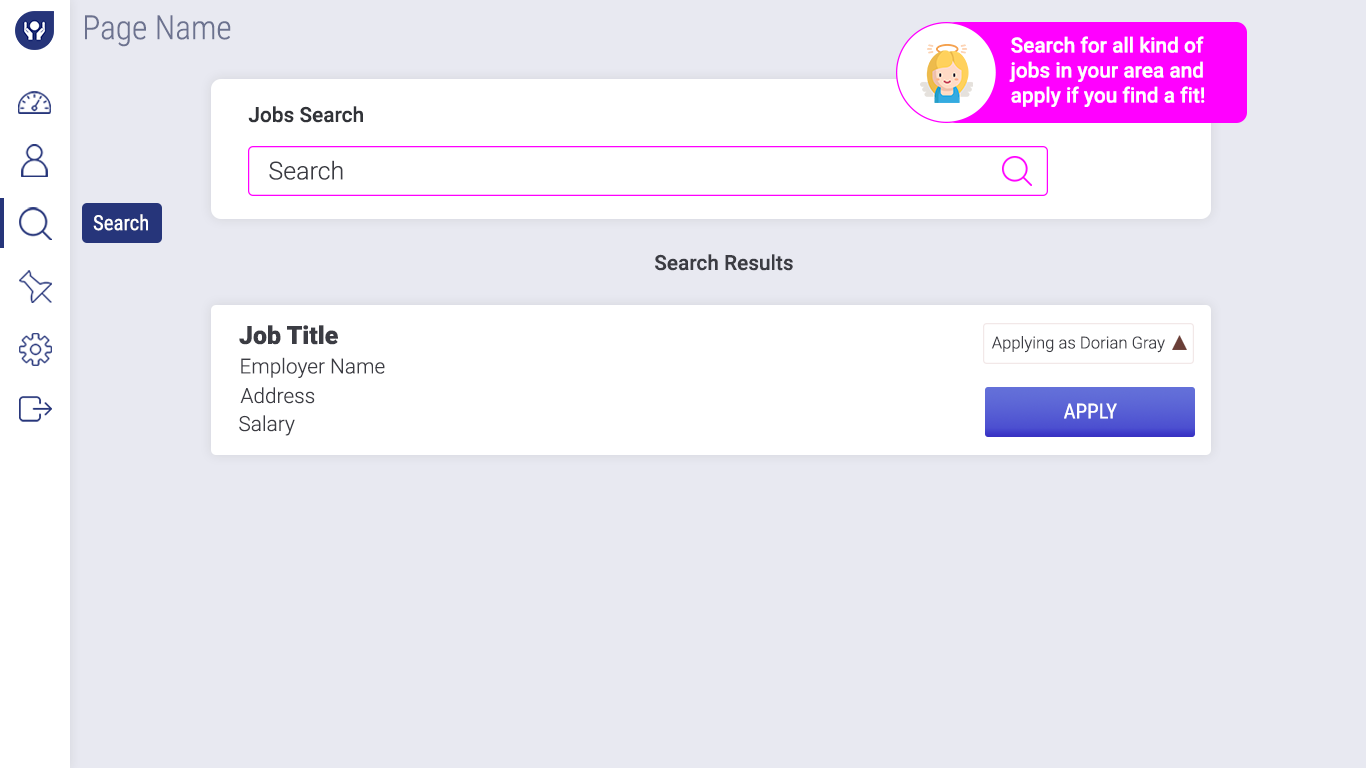 Page Name
Search for all kind of
jobs in your area and
apply if you find a fit!
Jobs Search
Search
Search
Search Results
Job Title
Employer Name
Address
Salary
Applying as Dorian Gray
APPLY